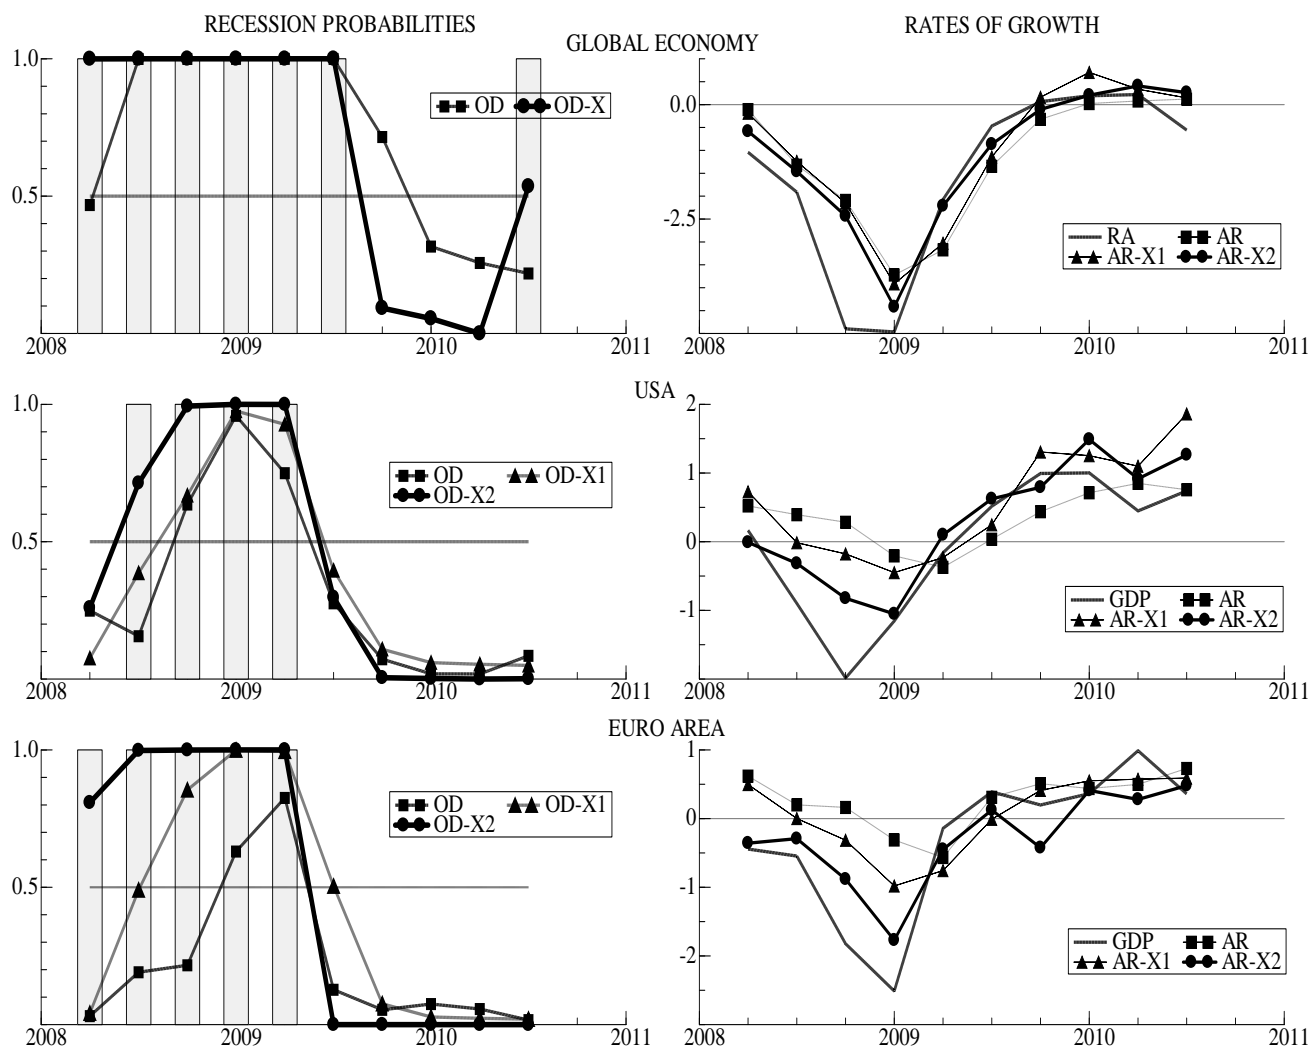 RECESSION PROBABILITIES
RATES OF GROWTH
GLOBAL ECONOMY
1.0
0.5
OD OD-X
2008 2009 2010 2011
0.0
-2.5
RA AR
AR-X1 AR-X2
2008 2009 2010 2011
USA
1.0
0.5
OD OD-X1
OD-X2
2008 2009 2010 2011
2
1
0
-1
GDP AR
AR-X1 AR-X2
2008 2009 2010 2011
EURO AREA
1.0
0.5
OD OD-X1
OD-X2
2008 2009 2010 2011
1
0
-1
-2
GDP AR
AR-X1 AR-X2
2008 2009 2010 2011